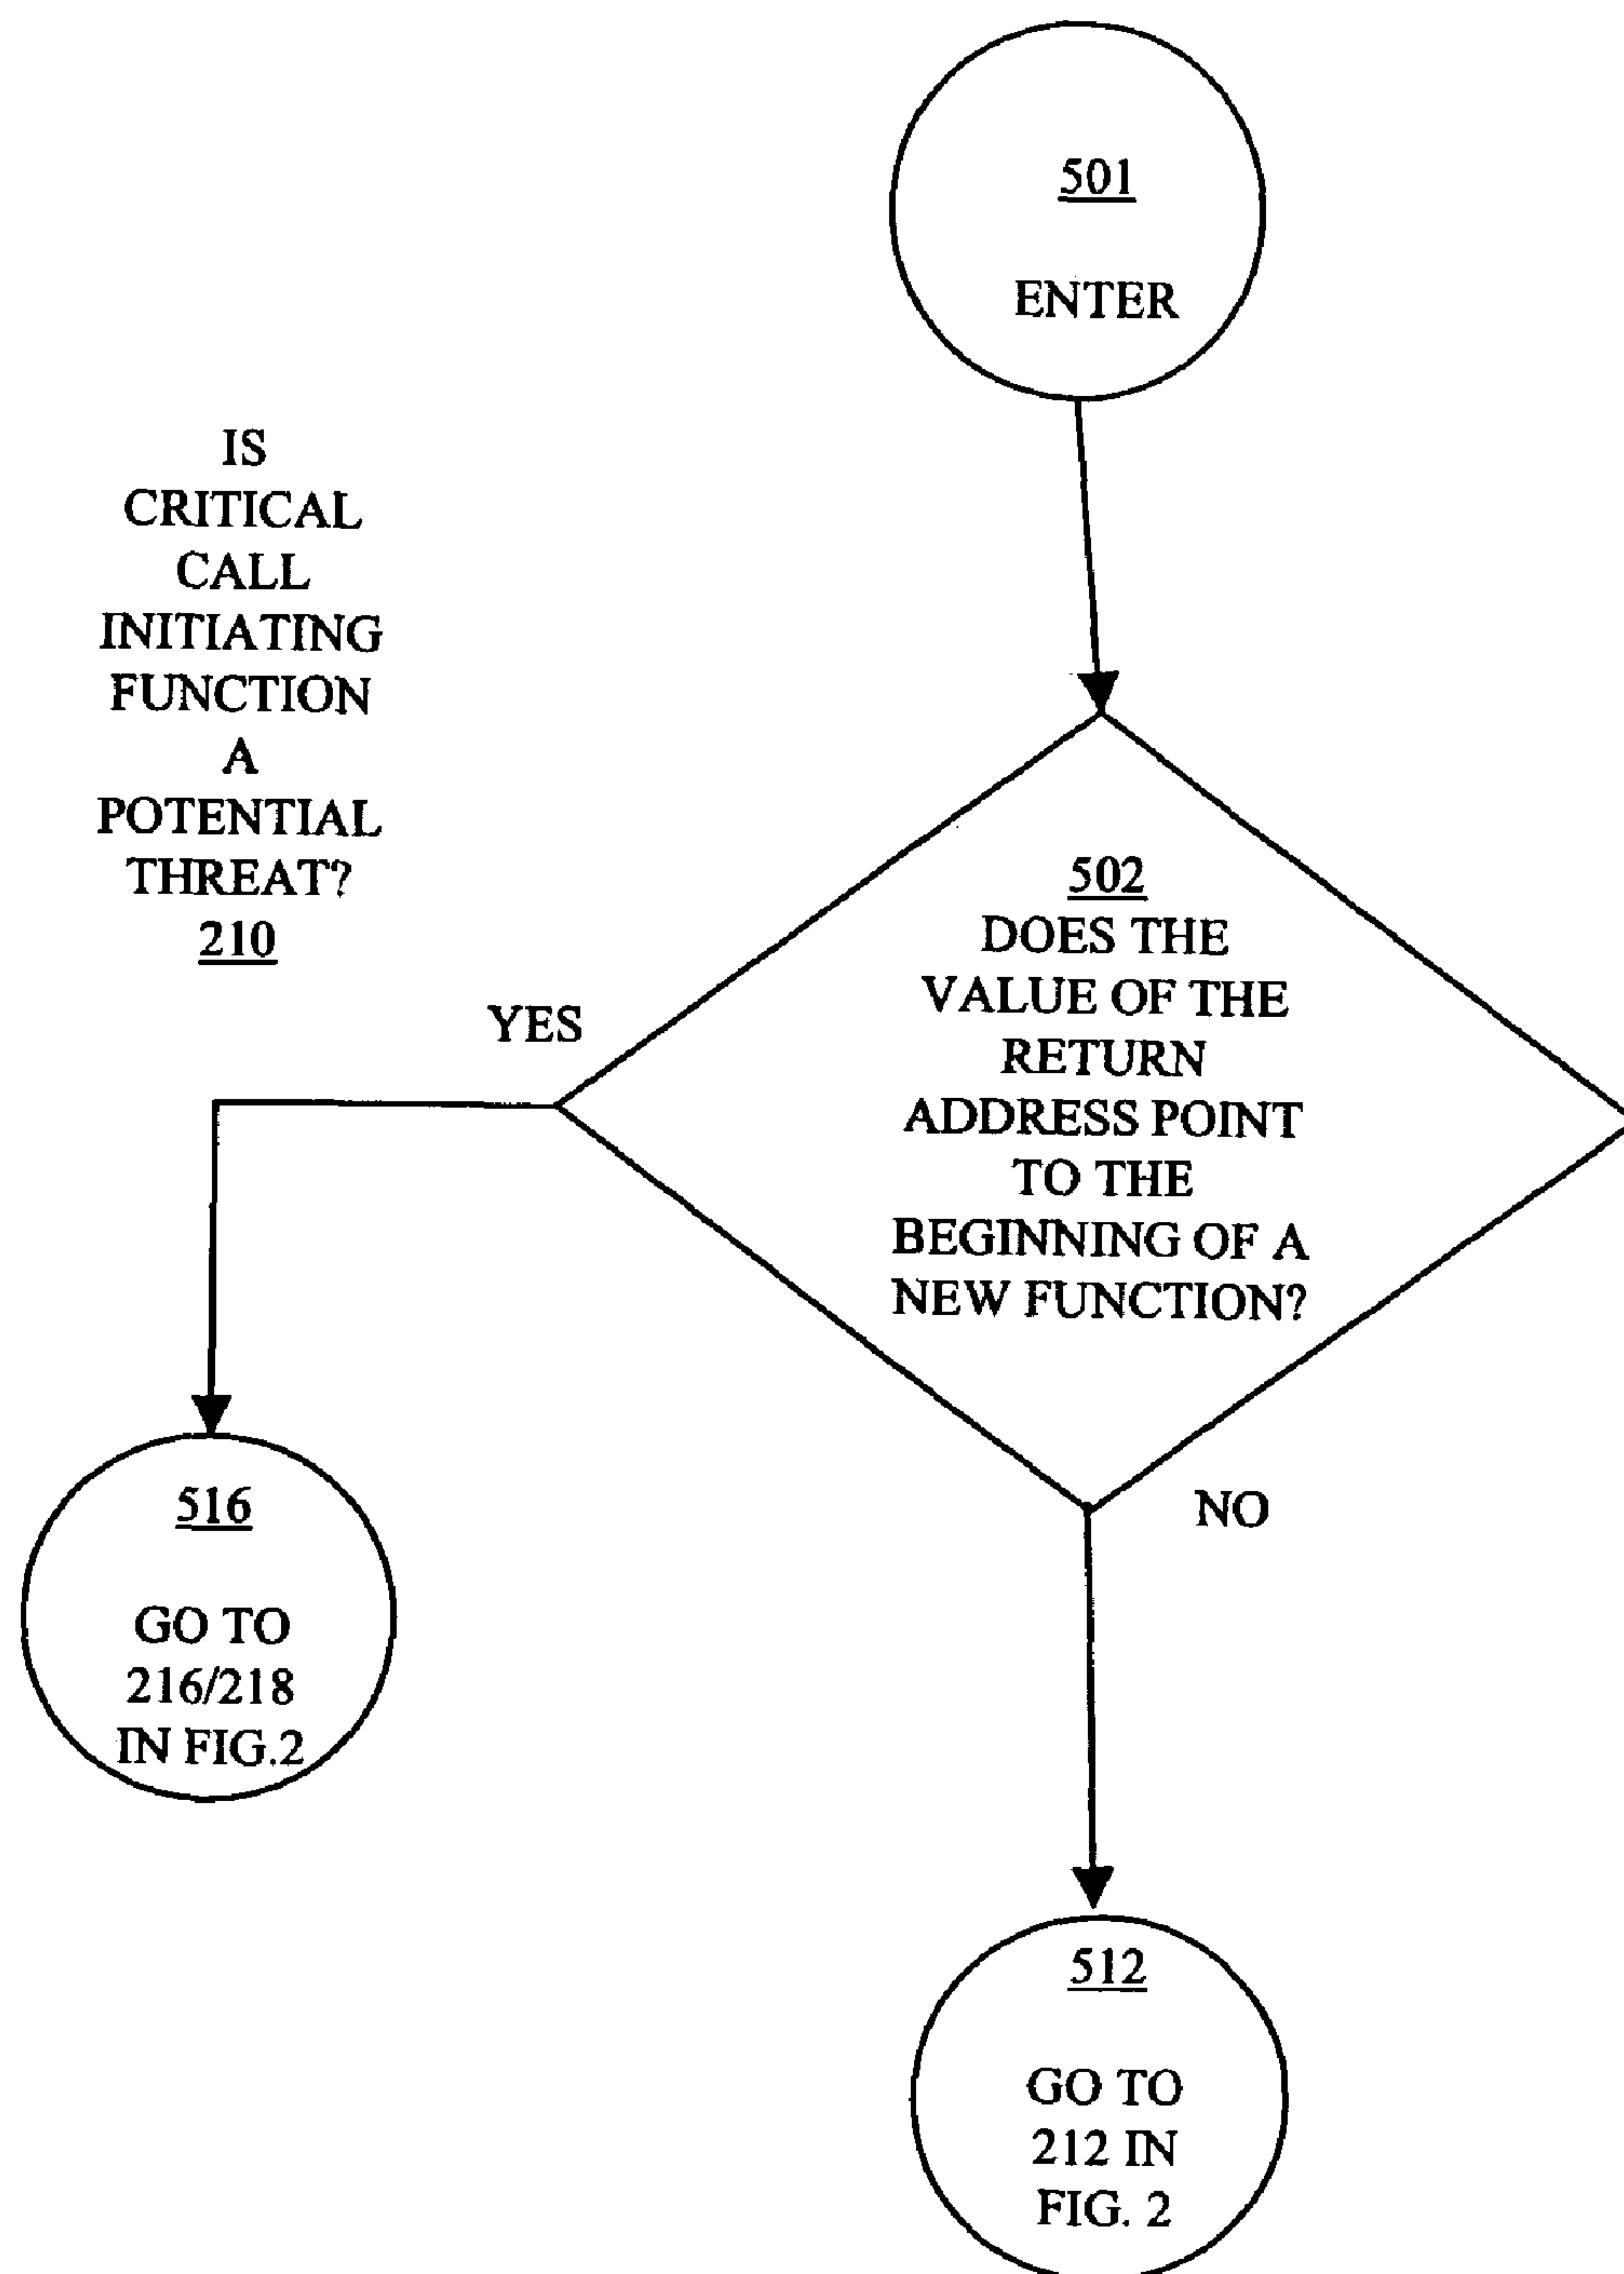 501
ENTER
IS
CRITICAL
CALL
INITIATING
FUNCTION
A
POTENTIAL
THREAT?
210
502
DOES THE
VALUE OF THE
RETURN
ADDRESS POINT
TO THE
BEGINNING OF A
NEW FUNCTION?
YES
NO
516
GO TO
216/218
IN FIG.2
512
GO TO
212 IN
FIG. 2